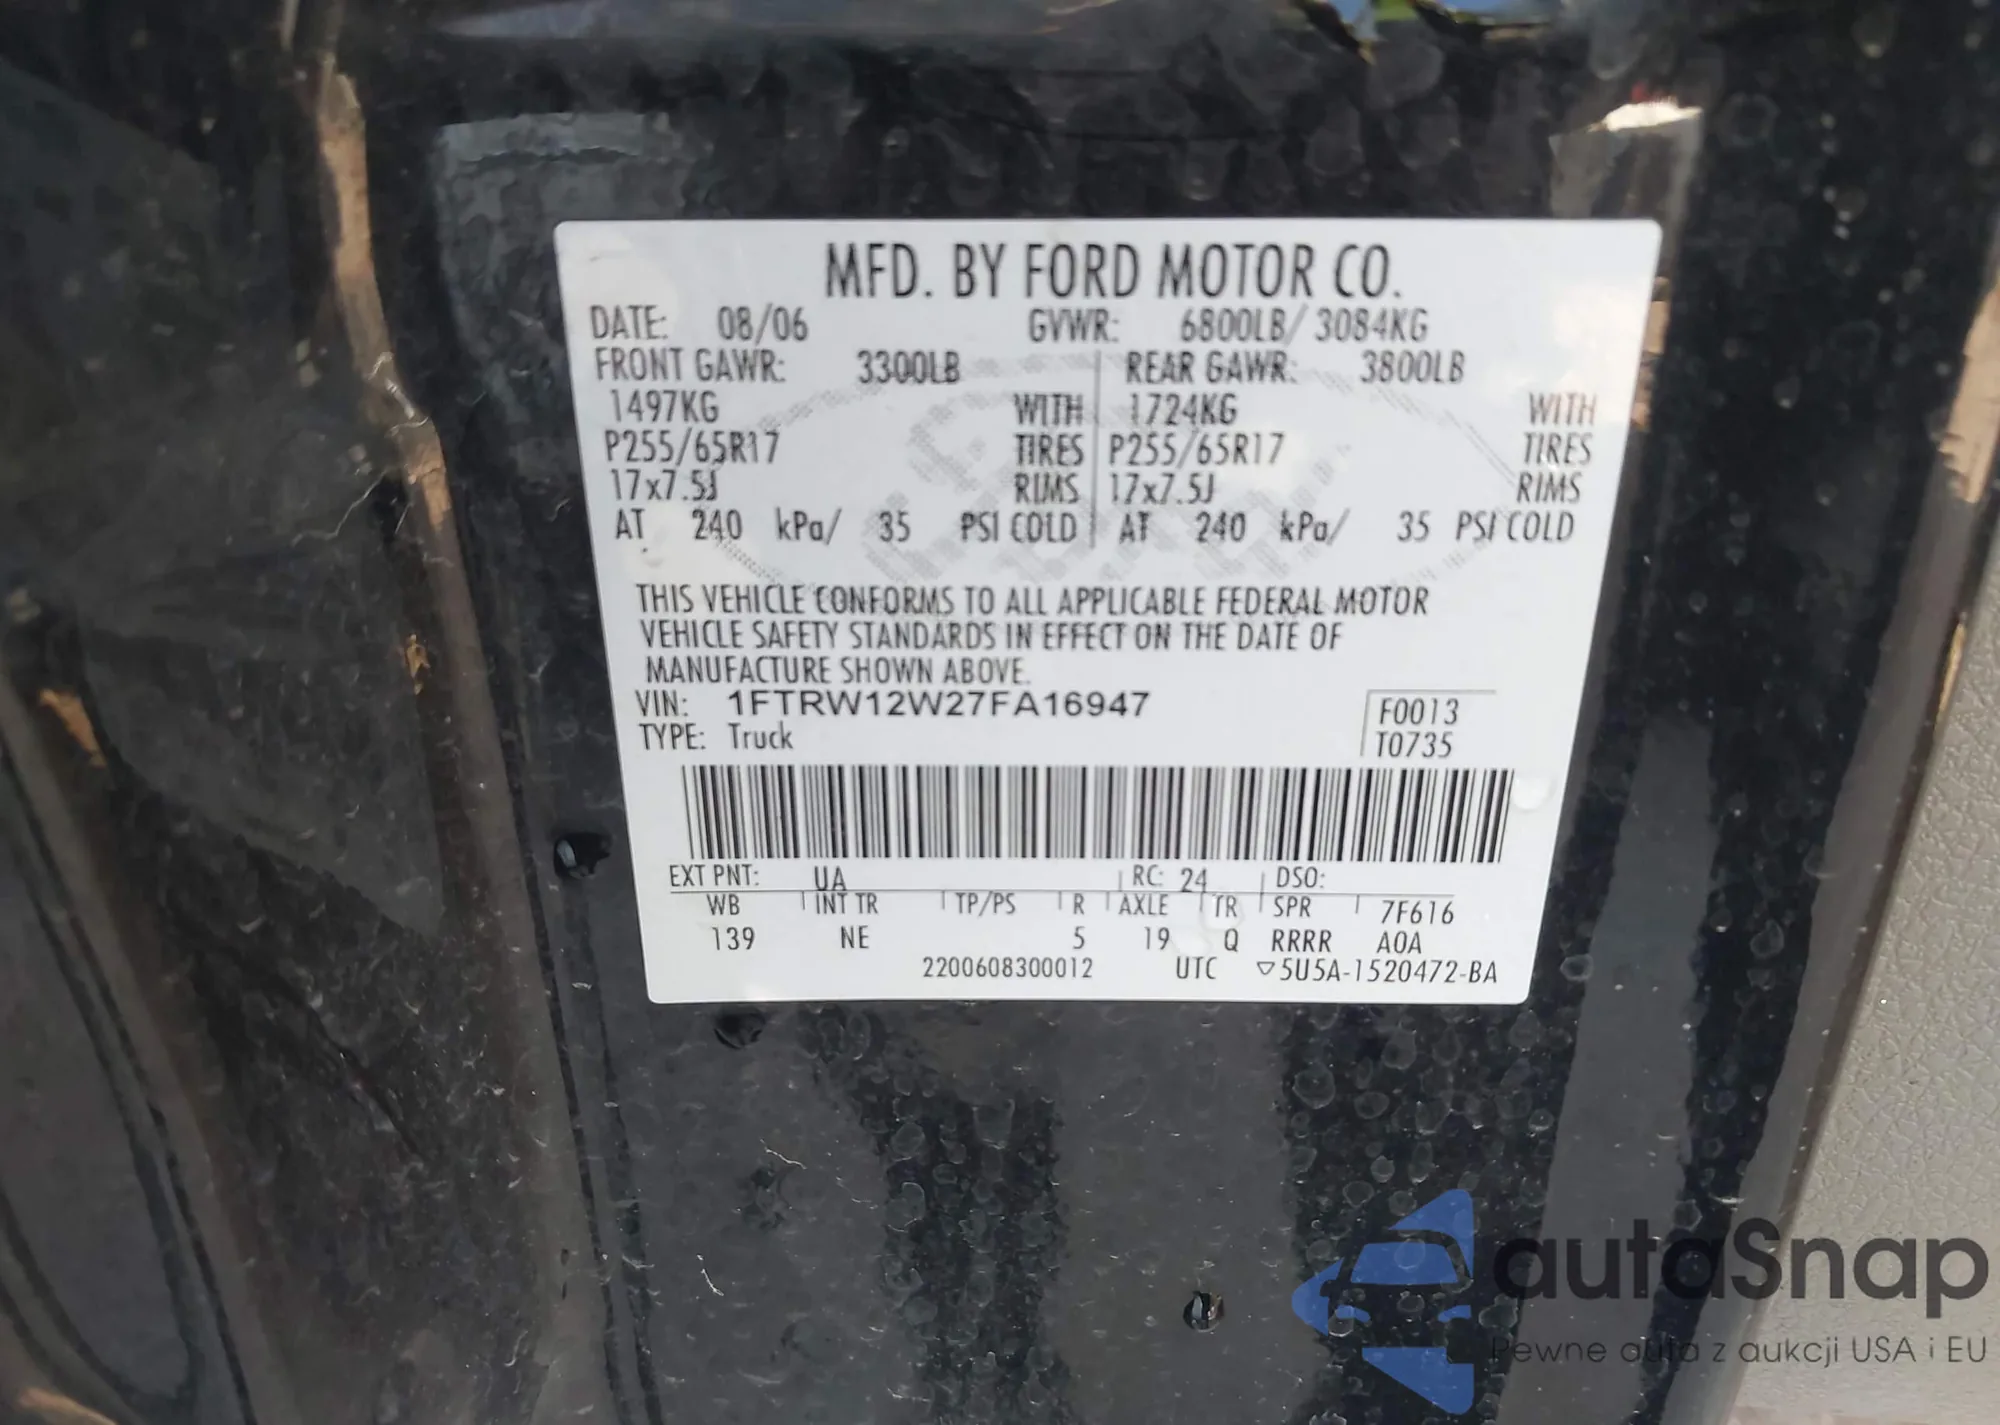 MFD. BY FORD MOTOR CO.
DATE: 08/06 GVWR: 6800LB/ 3084KG
FRONT GAWR: 3300LB REAR GAWR: 3800LB
1497KG WITH 1724KG WITH
P255/65R17 TIRES P255/65R17 TIRES
17x7.5J RIMS 17x7.5J RIMS
AT 240 kPa/ 35 PSI COLD AT 240 kPa/ 35 PSI COLD
THIS VEHICLE CONFORMS TO ALL APPLICABLE FEDERAL MOTOR
VEHICLE SAFETY STANDARDS IN EFFECT ON THE DATE OF
MANUFACTURE SHOWN ABOVE.
VIN: 1FTRW12W27FA16947 F0013
TYPE: Truck T0735
EXT PNT: UA RC: 24 DSO:
WB INT TR TP/PS R AXLE TR SPR 7F616
139 NE 5 19 Q RRRR A0A
2200608300012 UTC ▽5U5A-1520472-BA
autaSnap
Pewne auta z aukcji USA i EU